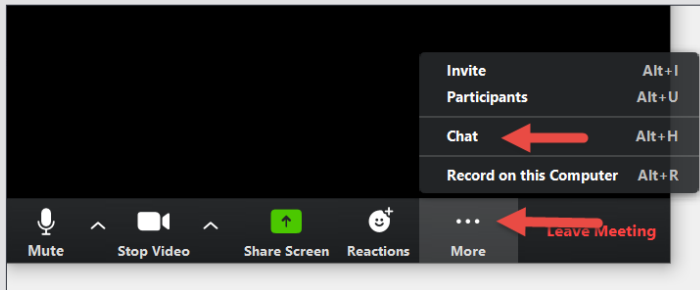 Invite Alt+I
Participants Alt+U
Chat Alt+H
Record on this Computer Alt+R
Mute Stop Video Share Screen Reactions More Leave Meeting